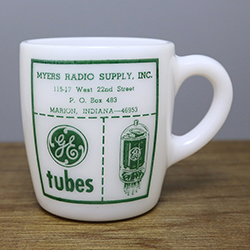 MYERS RADIO SUPPLY, INC.
115-17 West 22nd Street
P. O. Box 483
MARION, INDIANA—46953
GE
tubes